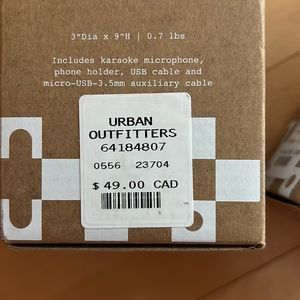 3"Dia x 9"H | 0.7 lbs
Includes karaoke microphone,
phone holder, USB cable and
micro-USB-3.5mm auxiliary cable
URBAN
OUTFITTERS
64184807
0556 23704
$ 49.00 CAD